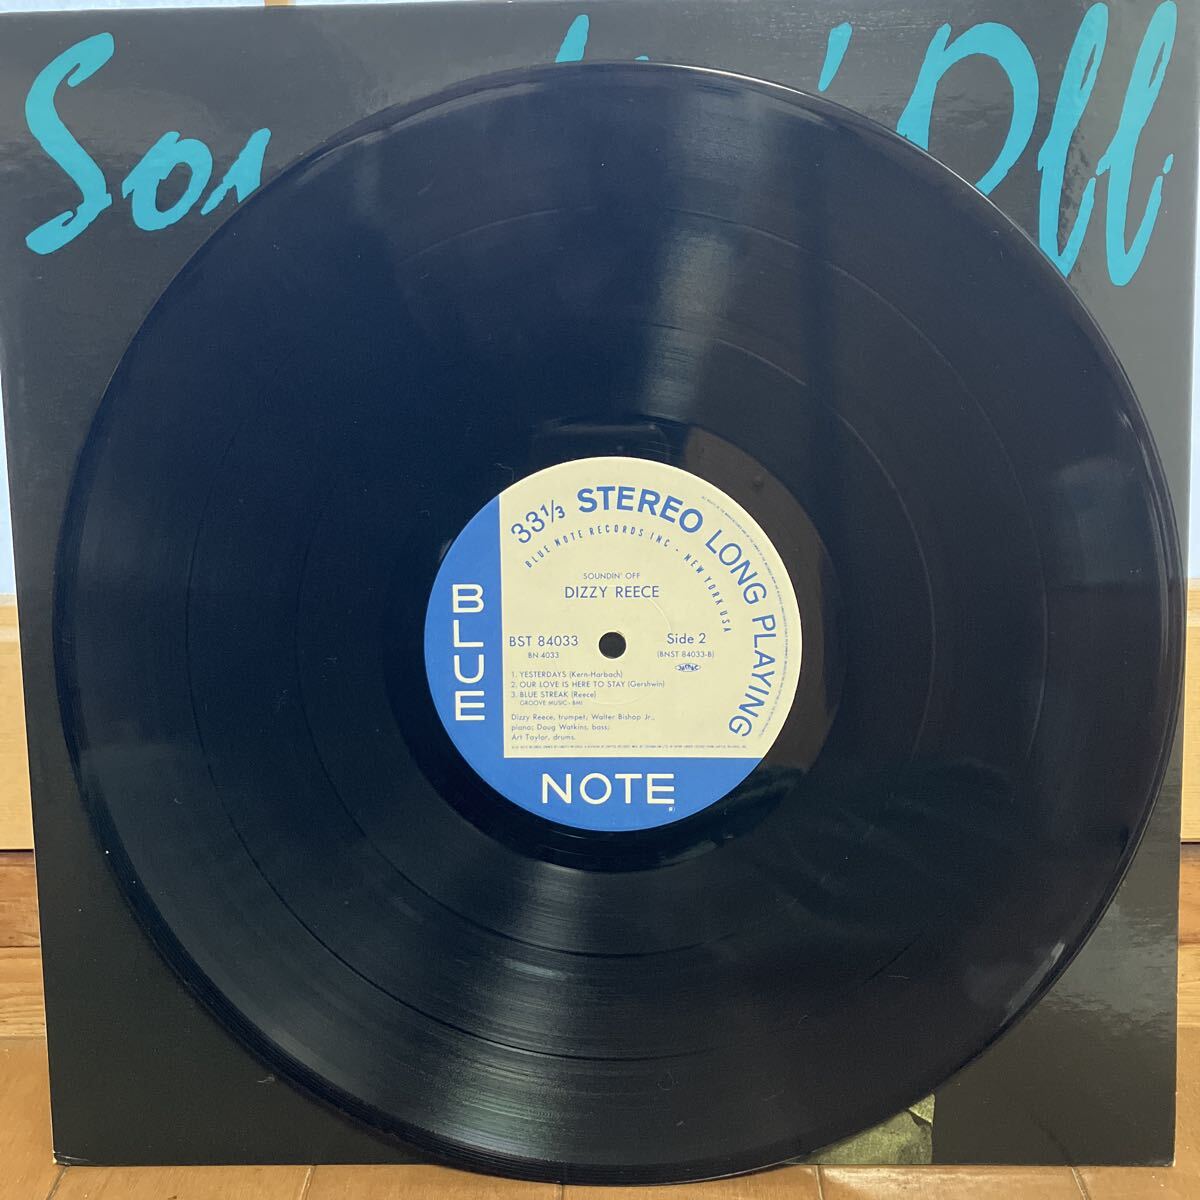 Soundin' Off
33 1/3 STEREO LONG PLAYING
BLUE NOTE RECORDS INC - NEW YORK USA
SOUNDIN' OFF
DIZZY REECE
BST 84033
BN 4033
Side 2
(BNST 84033-B)
1. YESTERDAYS (Kern-Harbach)
2. OUR LOVE IS HERE TO STAY (Gershwin)
3. BLUE STREAK (Reece)
GROOVE MUSIC - BMI
Dizzy Reece, trumpet; Walter Bishop Jr.,
piano; Doug Watkins, bass;
Art Taylor, drums.
BLUE
NOTE